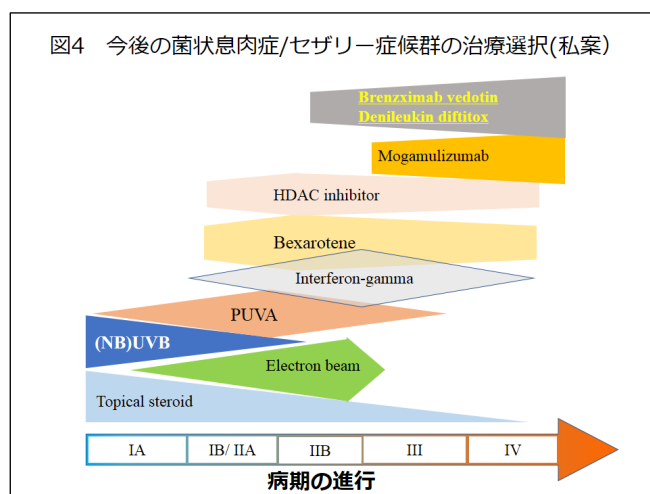 図4 今後の菌状息肉症/セザリー症候群の治療選択(私案）
Brenzximab vedotin
Denileukin diftitox
Mogamulizumab
HDAC inhibitor
Bexarotene
Interferon-gamma
PUVA
(NB)UVB
Electron beam
Topical steroid
IA IB/ IIA IIB III IV
病期の進行